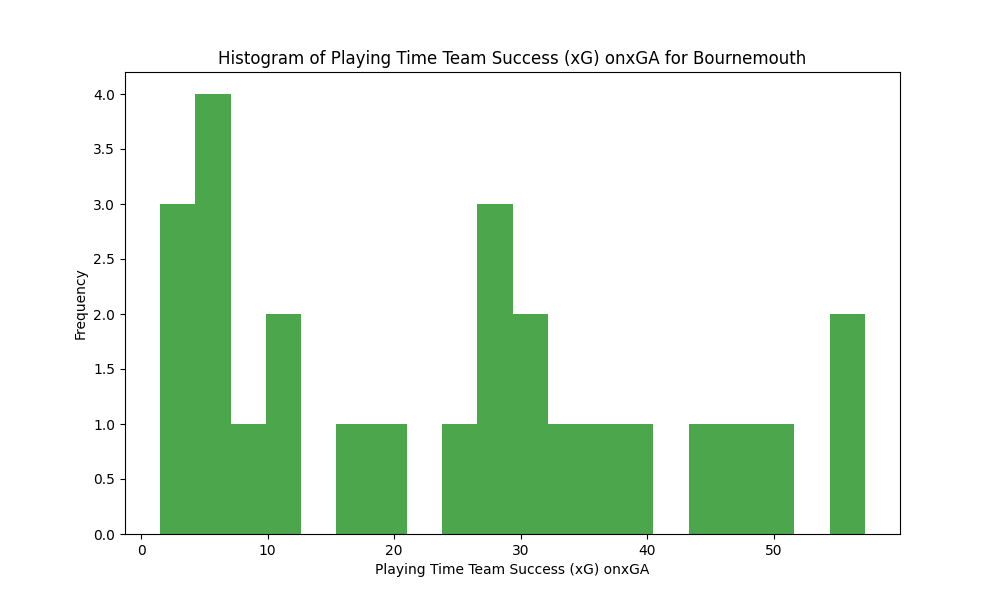 Histogram of Playing Time Team Success (xG) onxGA for Bournemouth
4.0
3.5
3.0
2.5
2.0
1.5
1.0
0.5
0.0
Frequency
0 10 20 30 40 50
Playing Time Team Success (xG) onxGA